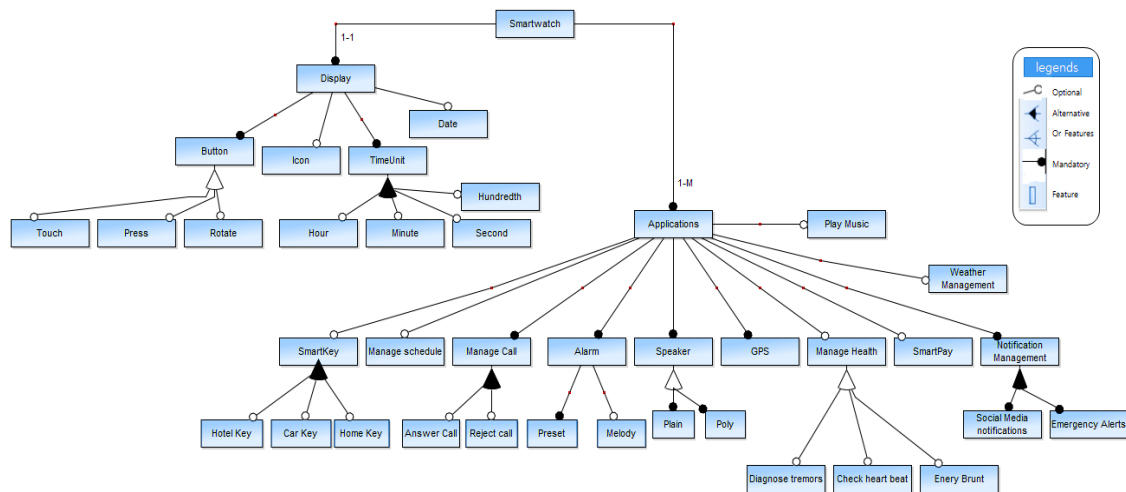 Smartwatch
1-1
Display
Date
Button
Icon
TimeUnit
Hundredth
Touch
Press
Rotate
Hour
Minute
Second
1-M
Applications
Play Music
Weather
Management
SmartKey
Manage schedule
Manage Call
Alarm
Speaker
GPS
Manage Health
SmartPay
Notification
Management
Hotel Key
Car Key
Home Key
Answer Call
Reject call
Preset
Melody
Plain
Poly
Social Media
notifications
Emergency Alerts
Diagnose tremors
Check heart beat
Enery Brunt
legends
Optional
Alternative
Or Features
Mandatory
Feature